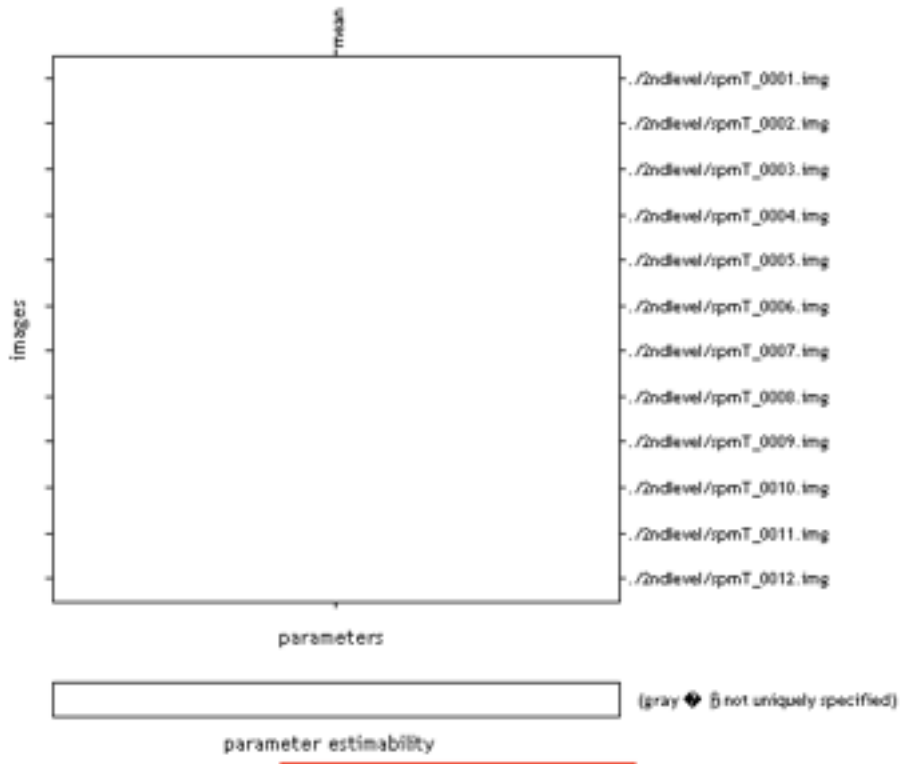 mean
images
../2ndlevel/spmT_0001.img
../2ndlevel/spmT_0002.img
../2ndlevel/spmT_0003.img
../2ndlevel/spmT_0004.img
../2ndlevel/spmT_0005.img
../2ndlevel/spmT_0006.img
../2ndlevel/spmT_0007.img
../2ndlevel/spmT_0008.img
../2ndlevel/spmT_0009.img
../2ndlevel/spmT_0010.img
../2ndlevel/spmT_0011.img
../2ndlevel/spmT_0012.img
parameters
(gray � β not uniquely specified)
parameter estimability